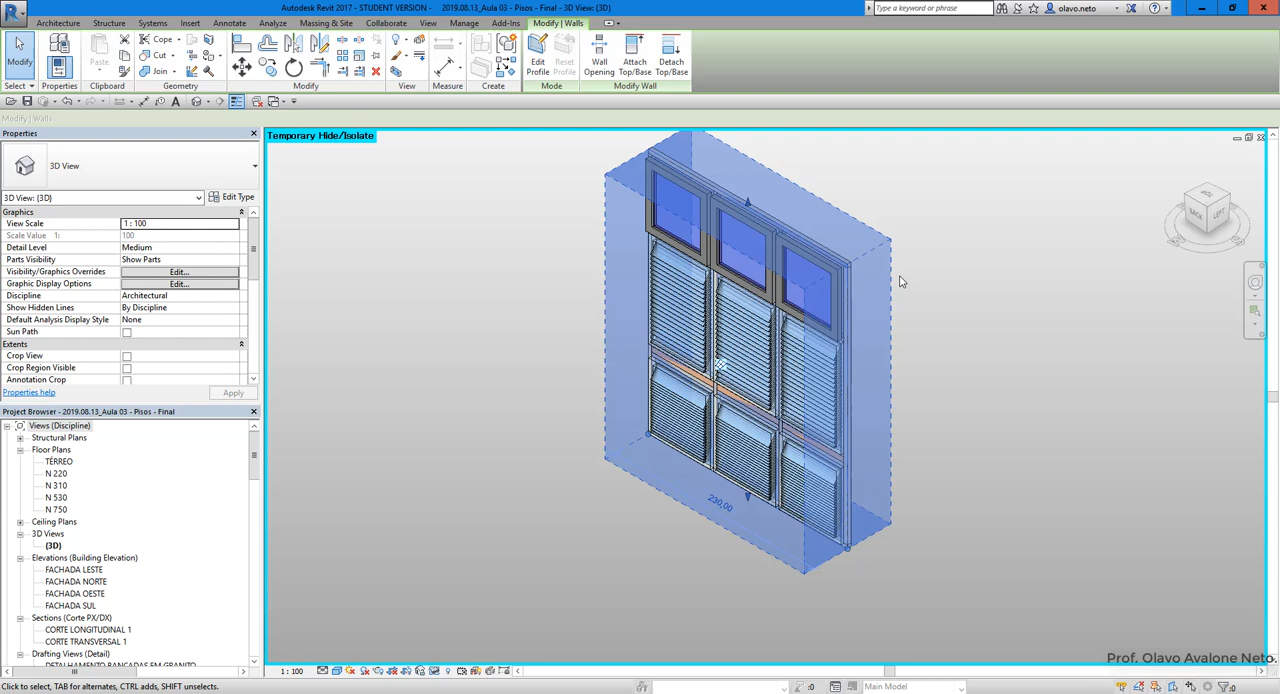 Autodesk Revit 2017 - STUDENT VERSION - 2019.08.13_Aula 03 - Pisos - Final - 3D View: {3D}
Type a keyword or phrase
olavo.neto
Architecture Structure Systems Insert Annotate Analyze Massing & Site Collaborate View Manage Add-Ins Modify | Walls
Modify
Paste
Cope
Cut
Join
Edit Profile
Reset Profile
Wall Opening
Attach Top/Base
Detach Top/Base
Select Properties Clipboard Geometry Modify View Measure Create Mode Modify Wall
Modify | Walls
Properties
3D View
3D View: {3D}
Edit Type
Graphics
View Scale 1 : 100
Scale Value 1: 100
Detail Level Medium
Parts Visibility Show Parts
Visibility/Graphics Overrides Edit...
Graphic Display Options Edit...
Discipline Architectural
Show Hidden Lines By Discipline
Default Analysis Display Style None
Sun Path
Extents
Crop View
Crop Region Visible
Annotation Crop
Properties help
Apply
Project Browser - 2019.08.13_Aula 03 - Pisos - Final
Views (Discipline)
Structural Plans
Floor Plans
TÉRREO
N 220
N 310
N 530
N 750
Ceiling Plans
3D Views
{3D}
Elevations (Building Elevation)
FACHADA LESTE
FACHADA NORTE
FACHADA OESTE
FACHADA SUL
Sections (Corte PX/DX)
CORTE LONGITUDINAL 1
CORTE TRANSVERSAL 1
Drafting Views (Detail)
DETALHAMENTO BANCADAS EM GRANITO
Temporary Hide/Isolate
BACK
LEFT
230,00
Prof. Olavo Avalone Neto.
1 : 100
Click to select, TAB for alternates, CTRL adds, SHIFT unselects.
:0
Main Model
:0